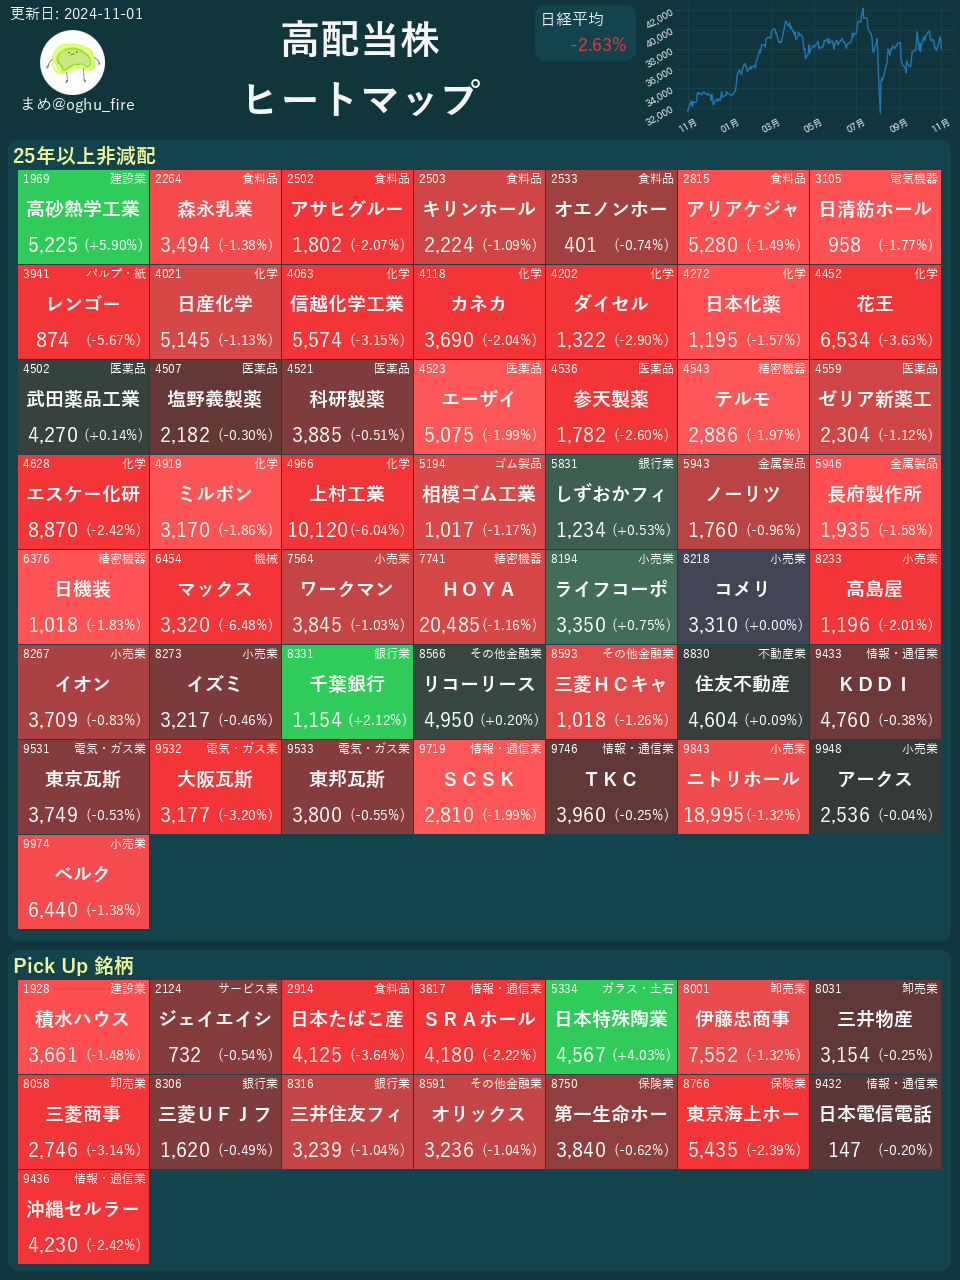 更新日: 2024-11-01
まめ@oghu_fire
高配当株
ヒートマップ
日経平均
-2.63%
42,000
40,000
38,000
36,000
34,000
32,000
11月 01月 03月 05月 07月 09月 11月
25年以上非減配
1969 建設業 2264 食料品 2502 食料品 2503 食料品 2533 食料品 2815 食料品 3105 電気機器
高砂熱学工業 森永乳業 アサヒグルー キリンホール オエノンホー アリアケジャ 日清紡ホール
5,225 (+5.90%) 3,494 (-1.38%) 1,802 (-2.07%) 2,224 (-1.09%) 401 (-0.74%) 5,280 (-1.49%) 958 (-1.77%)
3941 パルプ・紙 4021 化学 4063 化学 4118 化学 4202 化学 4272 化学 4452 化学
レンゴー 日産化学 信越化学工業 カネカ ダイセル 日本化薬 花王
874 (-5.67%) 5,145 (-1.13%) 5,574 (-3.15%) 3,690 (-2.04%) 1,322 (-2.90%) 1,195 (-1.57%) 6,534 (-3.63%)
4502 医薬品 4507 医薬品 4521 医薬品 4523 医薬品 4536 医薬品 4543 精密機器 4559 医薬品
武田薬品工業 塩野義製薬 科研製薬 エーザイ 参天製薬 テルモ ゼリア新薬工
4,270 (+0.14%) 2,182 (-0.30%) 3,885 (-0.51%) 5,075 (-1.99%) 1,782 (-2.60%) 2,886 (-1.97%) 2,304 (-1.12%)
4628 化学 4919 化学 4966 化学 5194 ゴム製品 5831 銀行業 5943 金属製品 5946 金属製品
エスケー化研 ミルボン 上村工業 相模ゴム工業 しずおかフィ ノーリツ 長府製作所
8,870 (-2.42%) 3,170 (-1.86%) 10,120 (-6.04%) 1,017 (-1.17%) 1,234 (+0.53%) 1,760 (-0.96%) 1,935 (-1.58%)
6376 精密機器 6454 機械 7564 小売業 7741 精密機器 8194 小売業 8218 小売業 8233 小売業
日機装 マックス ワークマン ＨＯＹＡ ライフコーポ コメリ 高島屋
1,018 (-1.83%) 3,320 (-6.48%) 3,845 (-1.03%) 20,485 (-1.16%) 3,350 (+0.75%) 3,310 (+0.00%) 1,196 (-2.01%)
8267 小売業 8273 小売業 8331 銀行業 8566 その他金融業 8593 その他金融業 8830 不動産業 9433 情報・通信業
イオン イズミ 千葉銀行 リコーリース 三菱ＨＣキャ 住友不動産 ＫＤＤＩ
3,709 (-0.83%) 3,217 (-0.46%) 1,154 (+2.12%) 4,950 (+0.20%) 1,018 (-1.26%) 4,604 (+0.09%) 4,760 (-0.38%)
9531 電気・ガス業 9532 電気・ガス業 9533 電気・ガス業 9719 情報・通信業 9746 情報・通信業 9843 小売業 9948 小売業
東京瓦斯 大阪瓦斯 東邦瓦斯 ＳＣＳＫ ＴＫＣ ニトリホール アークス
3,749 (-0.53%) 3,177 (-3.20%) 3,800 (-0.55%) 2,810 (-1.99%) 3,960 (-0.25%) 18,995 (-1.32%) 2,536 (-0.04%)
9974 小売業
ベルク
6,440 (-1.38%)
Pick Up 銘柄
1928 建設業 2124 サービス業 2914 食料品 3817 情報・通信業 5334 ガラス・土石 8001 卸売業 8031 卸売業
積水ハウス ジェイエイシ 日本たばこ産 ＳＲＡホール 日本特殊陶業 伊藤忠商事 三井物産
3,661 (-1.48%) 732 (-0.54%) 4,125 (-3.64%) 4,180 (-2.22%) 4,567 (+4.03%) 7,552 (-1.32%) 3,154 (-0.25%)
8058 卸売業 8306 銀行業 8316 銀行業 8591 その他金融業 8750 保険業 8766 保険業 9432 情報・通信業
三菱商事 三菱ＵＦＪフ 三井住友フィ オリックス 第一生命ホー 東京海上ホー 日本電信電話
2,746 (-3.14%) 1,620 (-0.49%) 3,239 (-1.04%) 3,236 (-1.04%) 3,840 (-0.62%) 5,435 (-2.39%) 147 (-0.20%)
9436 情報・通信業
沖縄セルラー
4,230 (-2.42%)